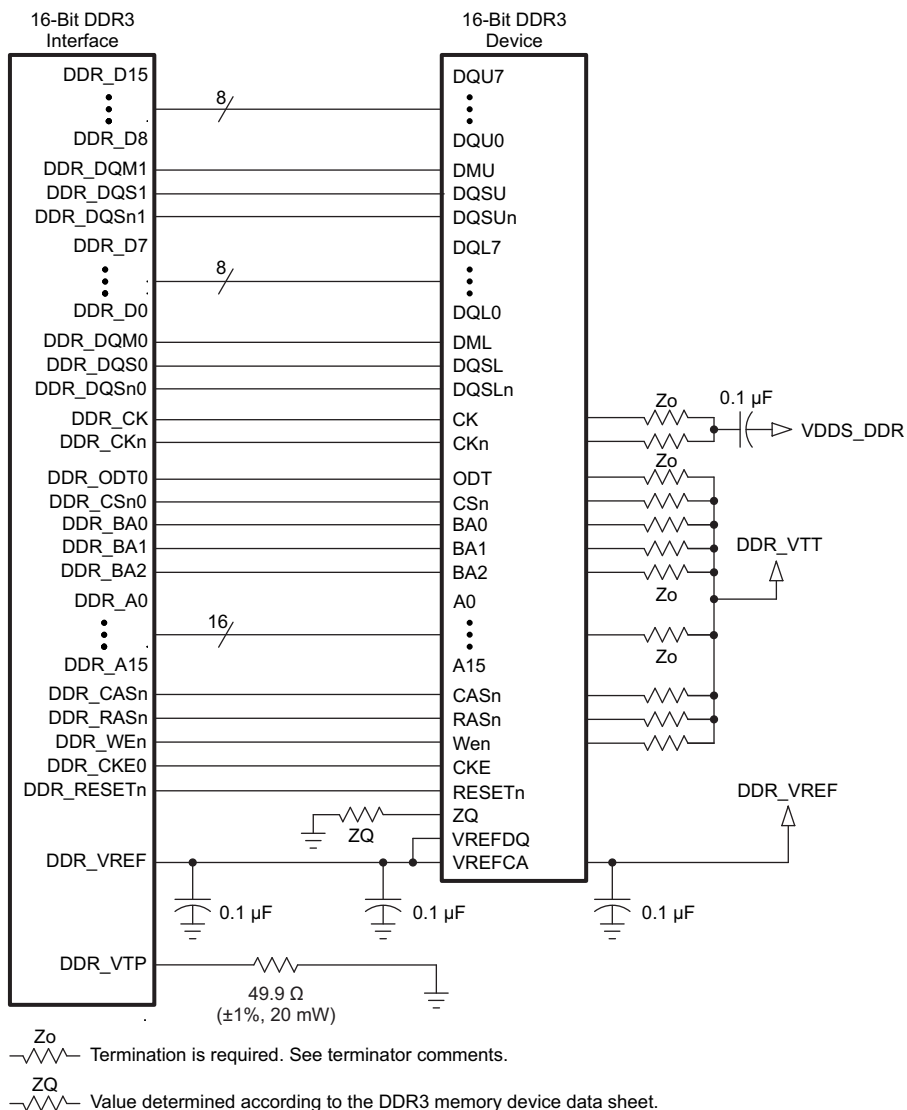 16-Bit DDR3
Interface
16-Bit DDR3
Device
DDR_D15
8
DQU7
DDR_D8
DQU0
DDR_DQM1
DMU
DDR_DQS1
DQSU
DDR_DQSn1
DQSUn
DDR_D7
8
DQL7
DDR_D0
DQL0
DDR_DQM0
DML
DDR_DQS0
DQSL
DDR_DQSn0
DQSLn
Zo
0.1 µF
DDR_CK
CK
VDDS_DDR
DDR_CKn
CKn
Zo
DDR_ODT0
ODT
DDR_CSn0
CSn
DDR_BA0
BA0
DDR_BA1
BA1
DDR_VTT
DDR_BA2
BA2
Zo
DDR_A0
A0
16
Zo
DDR_A15
A15
DDR_CASn
CASn
DDR_RASn
RASn
DDR_WEn
Wen
DDR_CKE0
CKE
DDR_RESETn
RESETn
DDR_VREF
ZQ
ZQ
VREFDQ
DDR_VREF
VREFCA
0.1 µF
0.1 µF
0.1 µF
DDR_VTP
49.9 Ω
(±1%, 20 mW)
Zo
Termination is required. See terminator comments.
ZQ
Value determined according to the DDR3 memory device data sheet.